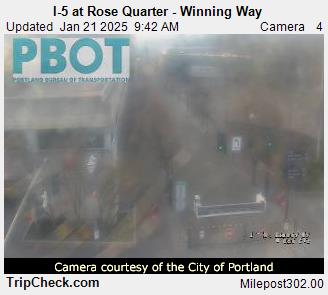 I-5 at Rose Quarter - Winning Way
Updated Jan 21 2025 9:42 AM Camera 4
PBOT
PORTLAND BUREAU OF TRANSPORTATION
Camera courtesy of the City of Portland
TripCheck.com Milepost302.00